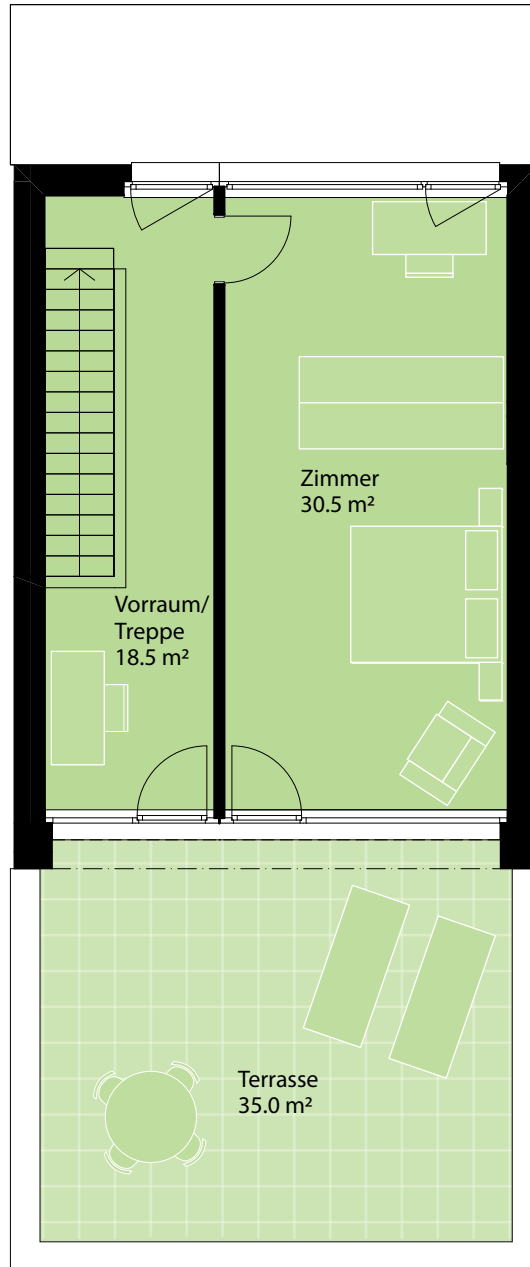 Zimmer
30.5 m²
Vorraum/
Treppe
18.5 m²
Terrasse
35.0 m²